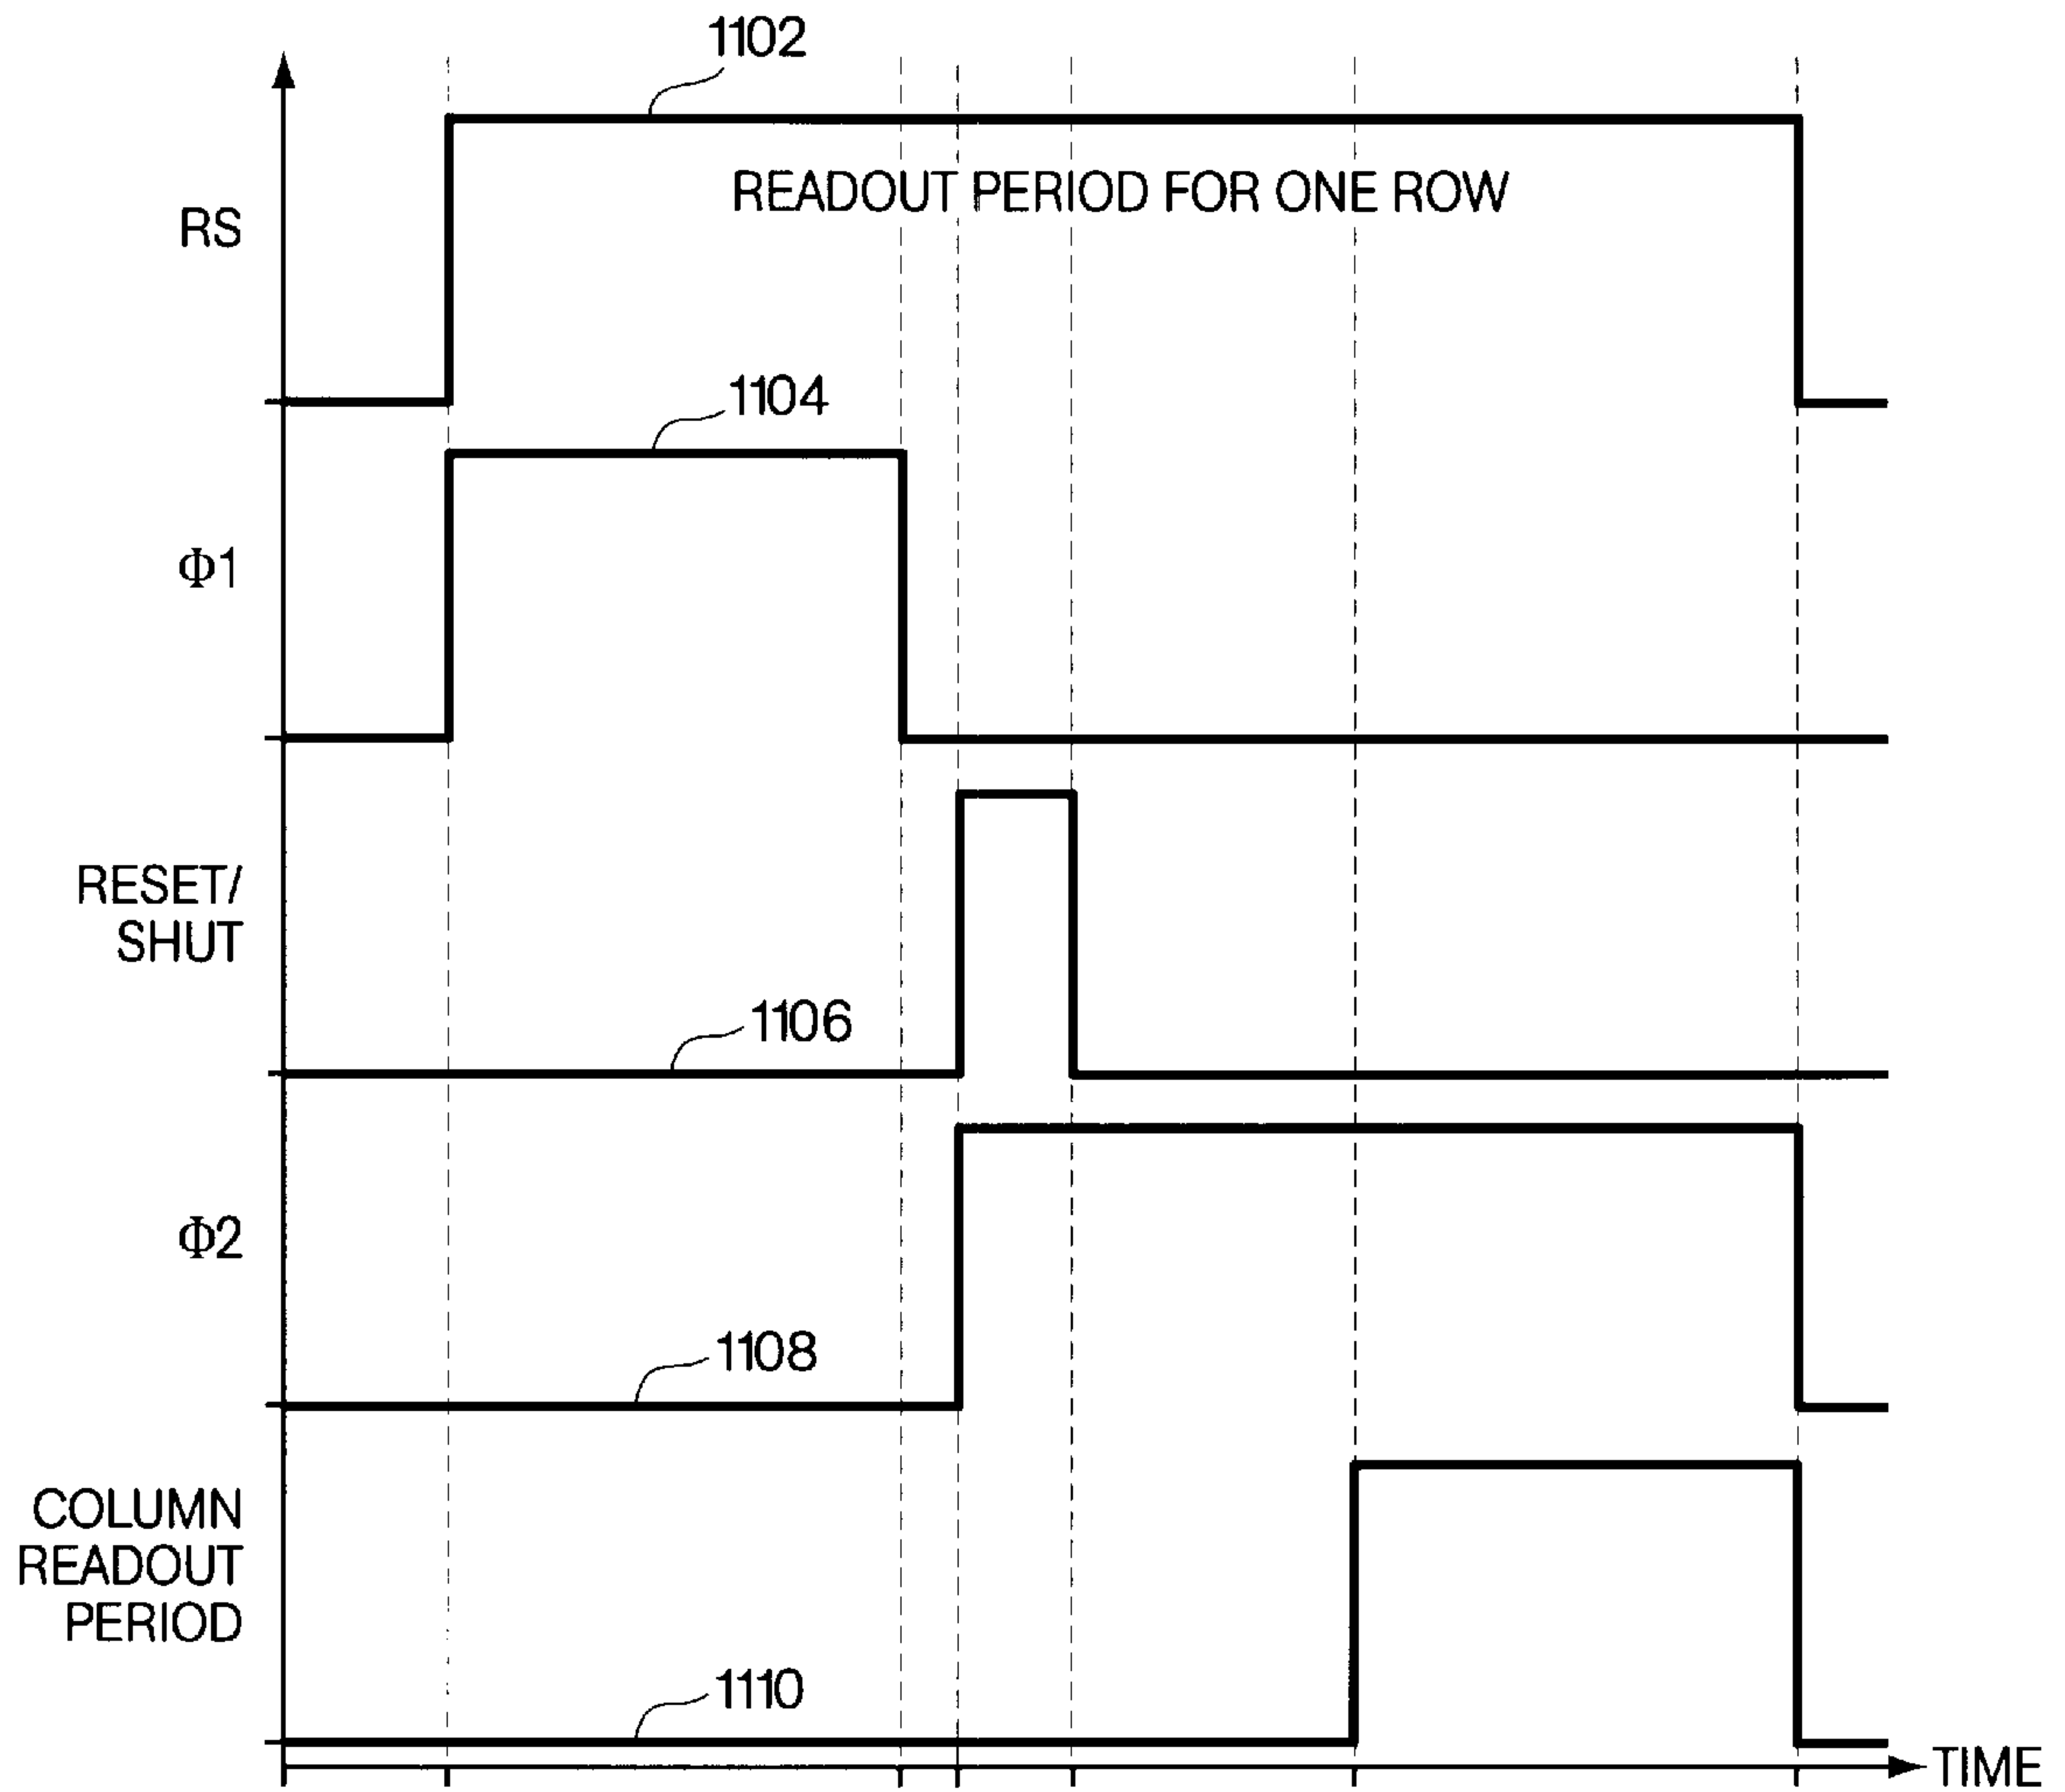 1102
READOUT PERIOD FOR ONE ROW
RS
1104
Φ1
RESET/
SHUT
1106
Φ2
1108
COLUMN
READOUT
PERIOD
1110
TIME